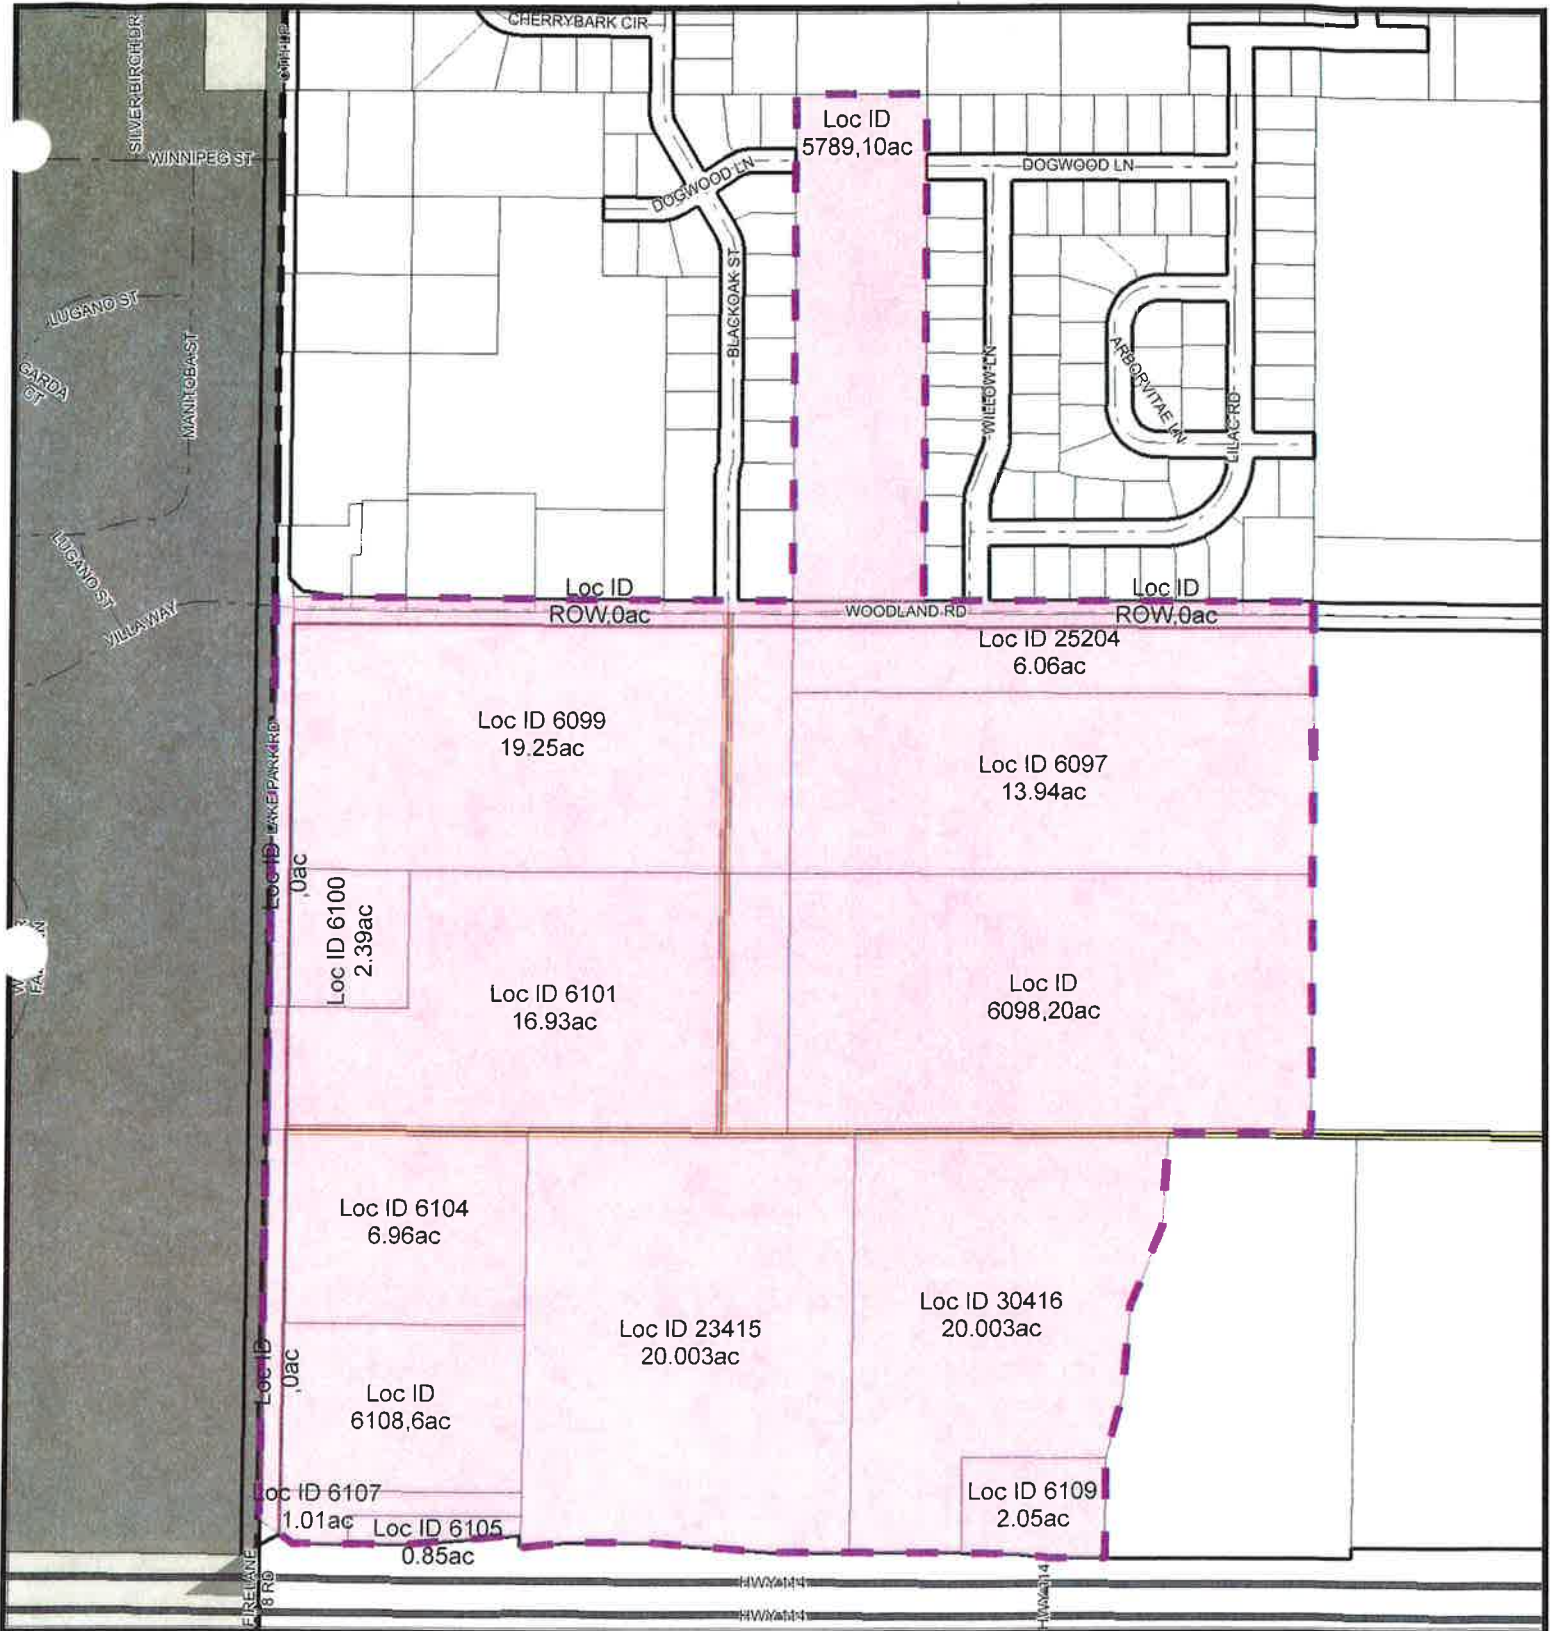 CHERRYBARK CIR
SILVERBIRCH DR
WINNIPEG ST
Loc ID
5789,10ac
DOGWOOD LN
DOGWOOD LN
BLACKOAK ST
LUGANO ST
GARDA
CT
MANITOBA ST
WILLOW LN
ARBORVITAE LN
LILAC RD
LUGANO ST
VILLA WAY
Loc ID
ROW,0ac
WOODLAND RD
Loc ID
ROW,0ac
Loc ID 25204
6.06ac
Loc ID 6099
19.25ac
Loc ID 6097
13.94ac
LAKE PARK RD
Loc ID
,0ac
Loc ID 6100
2.39ac
Loc ID 6101
16.93ac
Loc ID
6098,20ac
Loc ID 6104
6.96ac
Loc ID 23415
20.003ac
Loc ID 30416
20.003ac
Loc ID
,0ac
Loc ID
6108,6ac
Loc ID 6107
1.01ac
Loc ID 6105
0.85ac
Loc ID 6109
2.05ac
FIRELANE
8 RD
HWY 114
HWY 114
HWY 114